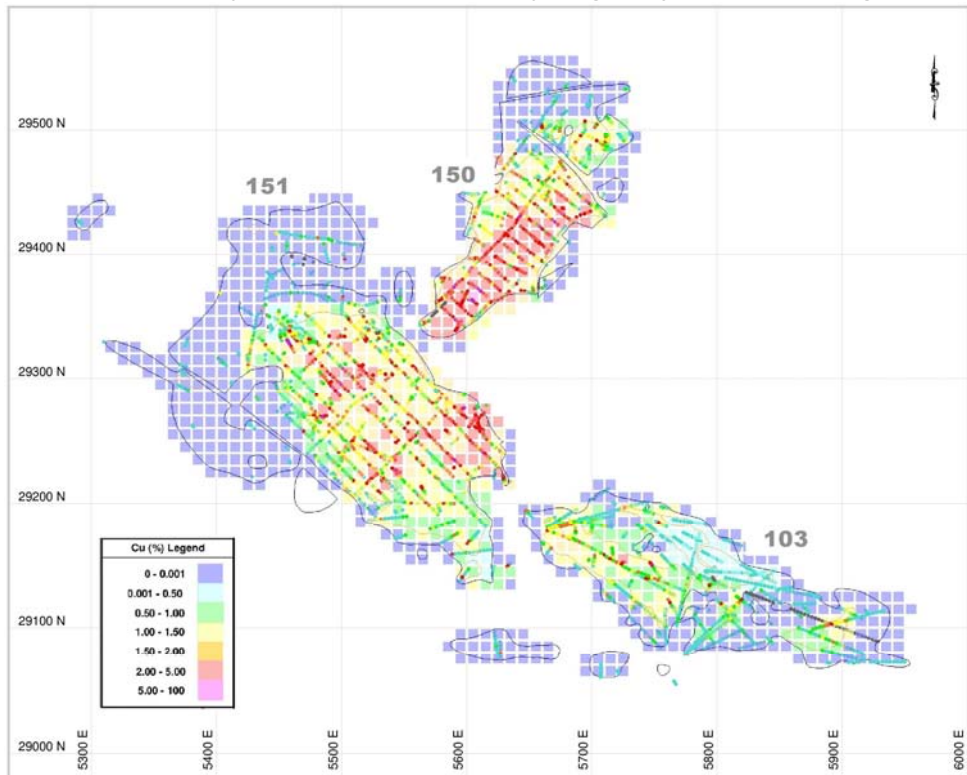 29500 N
150
151
29400 N
29300 N
29200 N
103
Cu (%) Legend
0 - 0.001
0.001 - 0.50
0.50 - 1.00
1.00 - 1.50
1.50 - 2.00
2.00 - 5.00
5.00 - 100
29100 N
29000 N
5300 E
5400 E
5500 E
5600 E
5700 E
5800 E
5900 E
6000 E